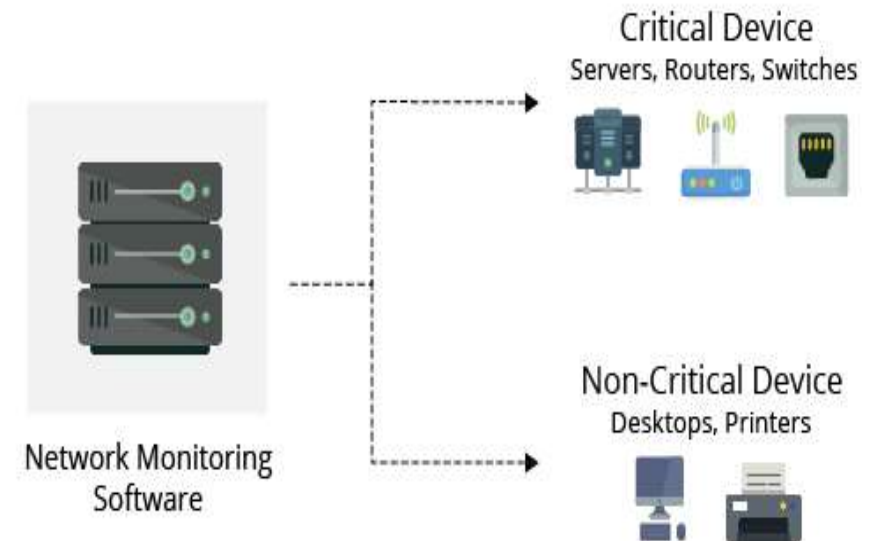 Critical Device
Servers, Routers, Switches
Non-Critical Device
Desktops, Printers
Network Monitoring
Software